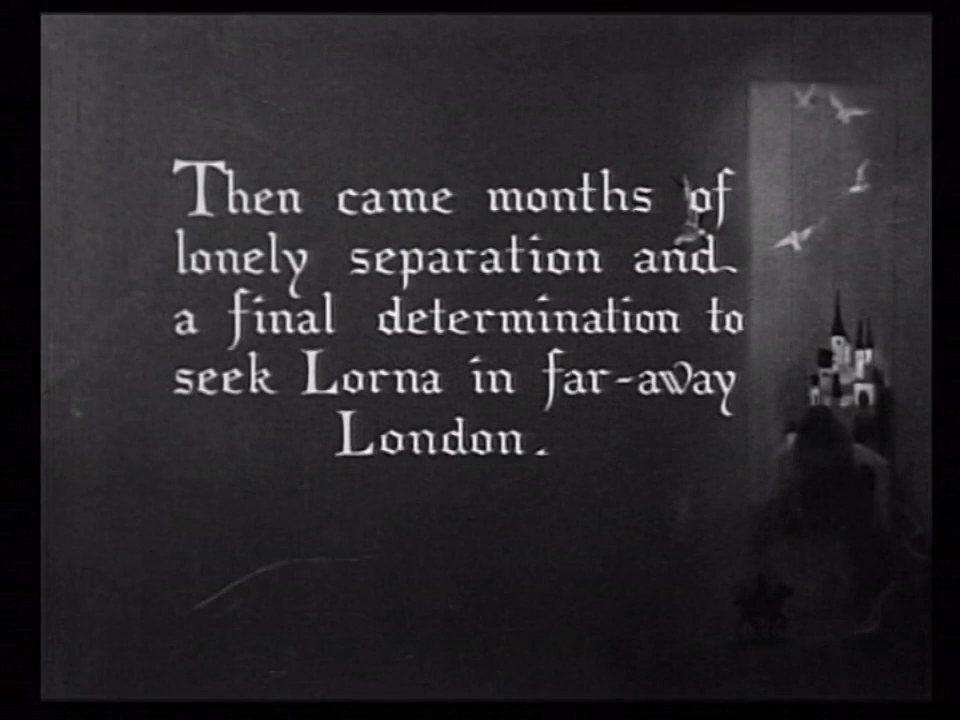 Then came months of
lonely separation and
a final determination to
seek Lorna in far-away
London.